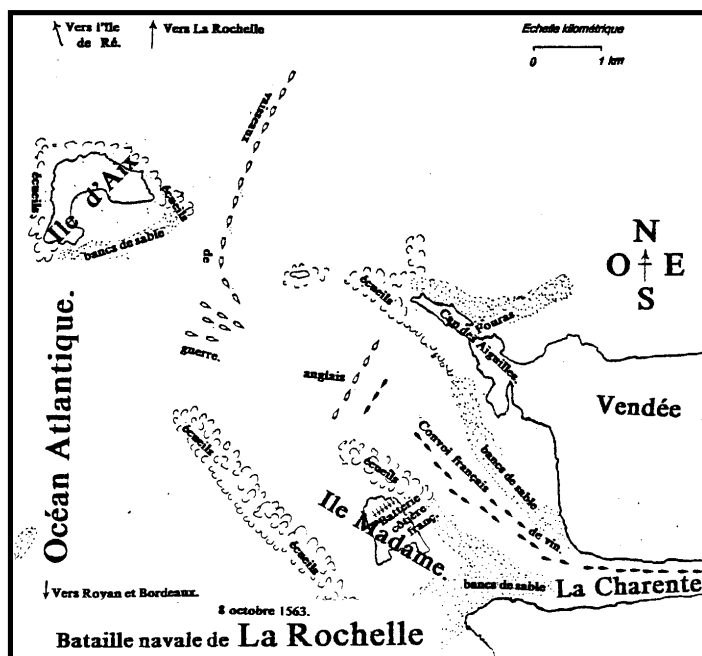 Vers l'Ile
de Ré.
Vers La Rochelle
Echelle kilométrique
0 1 km
vaisseaux
de
guerre.
anglais
écueils,
Ile d'Aix
écueils
bancs de sable
N
O E
S
écueils
Fouras
Cap des Aiguilles.
Vendée
Océan Atlantique.
écueils
écueils
écueils
Ile Madame.
Batterie
côtière
franç.
Convoi français
de vin.
bancs de sable
bancs de sable
La Charente
Vers Royan et Bordeaux.
8 octobre 1563.
Bataille navale de La Rochelle